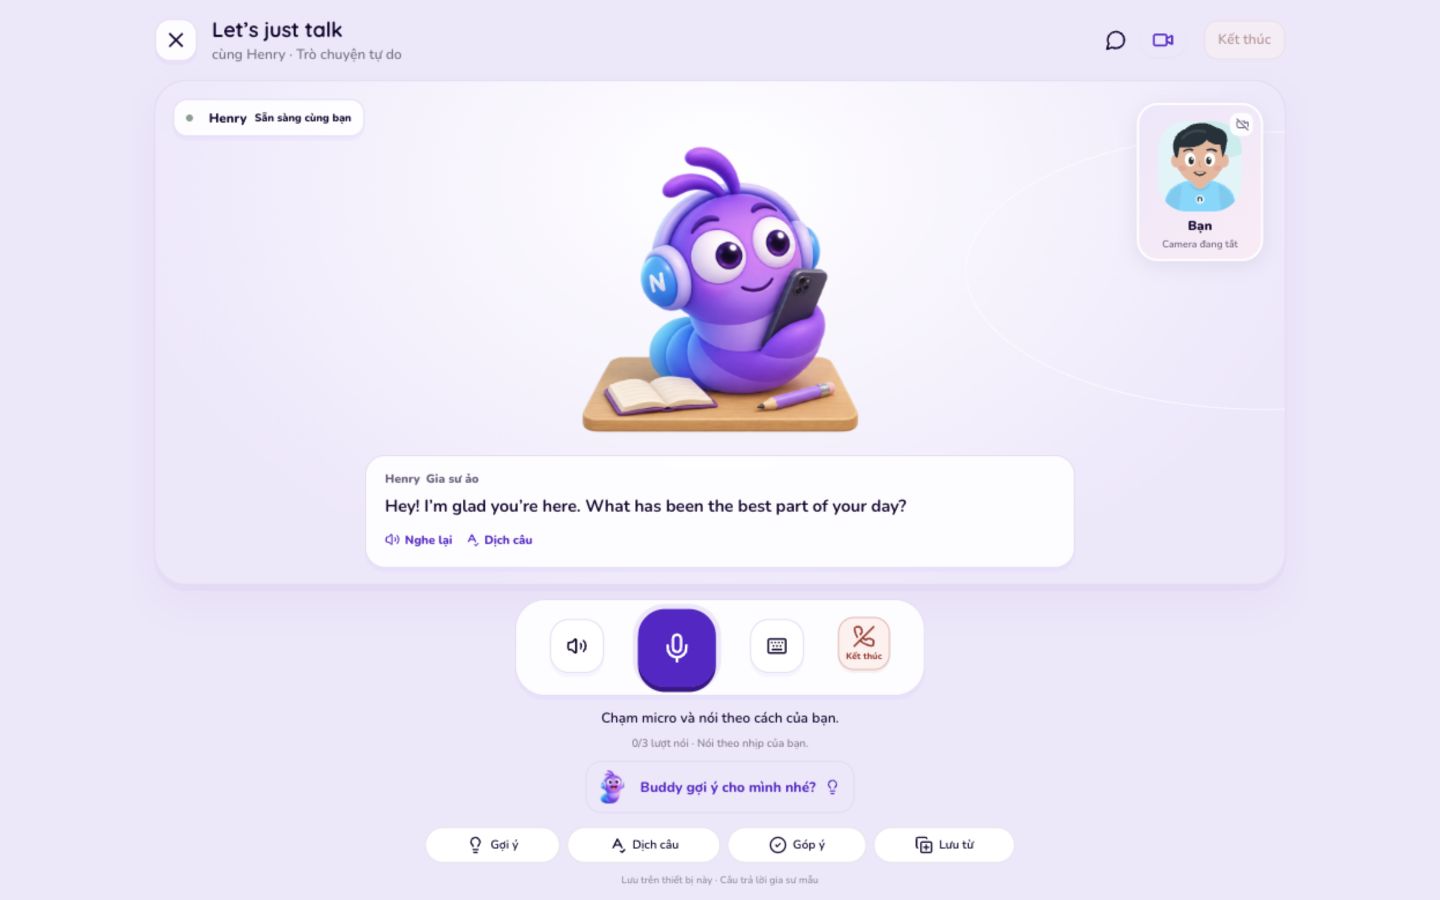 Let's just talk
cùng Henry · Trò chuyện tự do
Kết thúc
Henry Sẵn sàng cùng bạn
N
n
Bạn
Camera đang tắt
Henry Gia sư ảo
Hey! I'm glad you're here. What has been the best part of your day?
Nghe lại Dịch câu
Kết thúc
Chạm micro và nói theo cách của bạn.
0/3 lượt nói · Nói theo nhịp của bạn.
Buddy gợi ý cho mình nhé?
Gợi ý Dịch câu Góp ý Lưu từ
Lưu trên thiết bị này · Câu trả lời gia sư mẫu